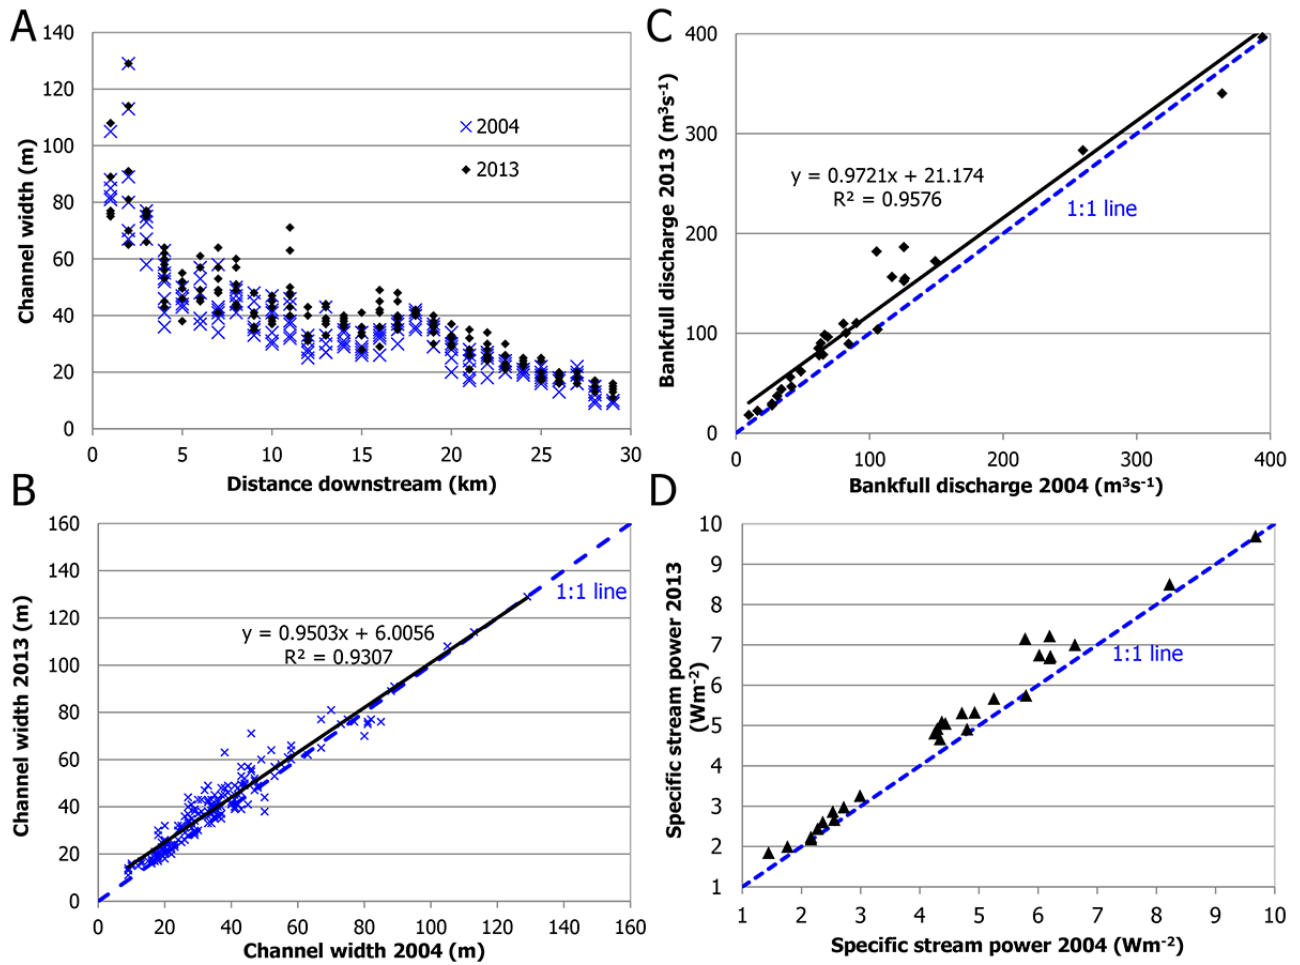 A
140
120
100
80
60
40
20
0
Channel width (m)
2004
2013
0 5 10 15 20 25 30
Distance downstream (km)
C
400
300
200
100
0
Bankfull discharge 2013 (m³s⁻¹)
y = 0.9721x + 21.174
R² = 0.9576
1:1 line
0 100 200 300 400
Bankfull discharge 2004 (m³s⁻¹)
B
160
140
120
100
80
60
40
20
0
Channel width 2013 (m)
y = 0.9503x + 6.0056
R² = 0.9307
1:1 line
0 20 40 60 80 100 120 140 160
Channel width 2004 (m)
D
10
9
8
7
6
5
4
3
2
1
Specific stream power 2013
(Wm⁻²)
1:1 line
1 2 3 4 5 6 7 8 9 10
Specific stream power 2004 (Wm⁻²)